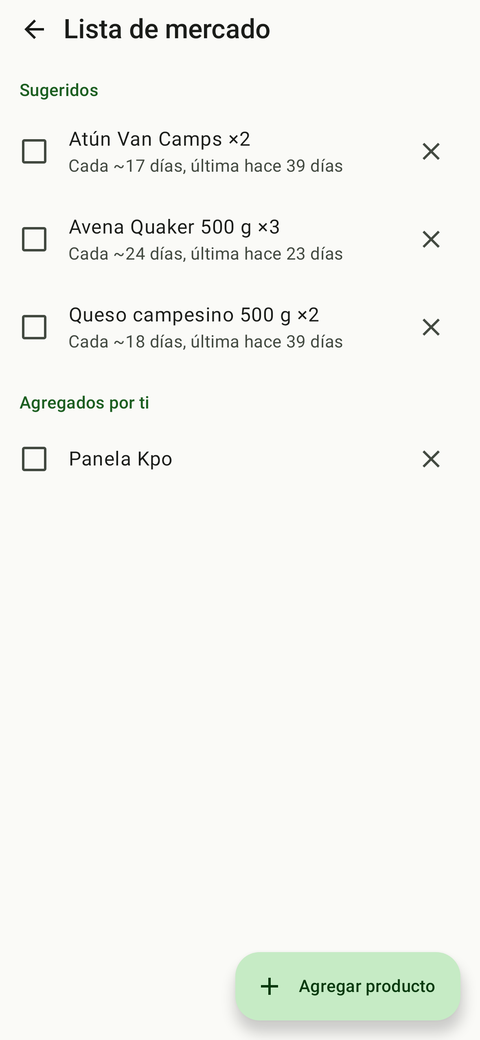 Lista de mercado
Sugeridos
Atún Van Camps ×2
Cada ~17 días, última hace 39 días
Avena Quaker 500 g ×3
Cada ~24 días, última hace 23 días
Queso campesino 500 g ×2
Cada ~18 días, última hace 39 días
Agregados por ti
Panela Kpo
Agregar producto